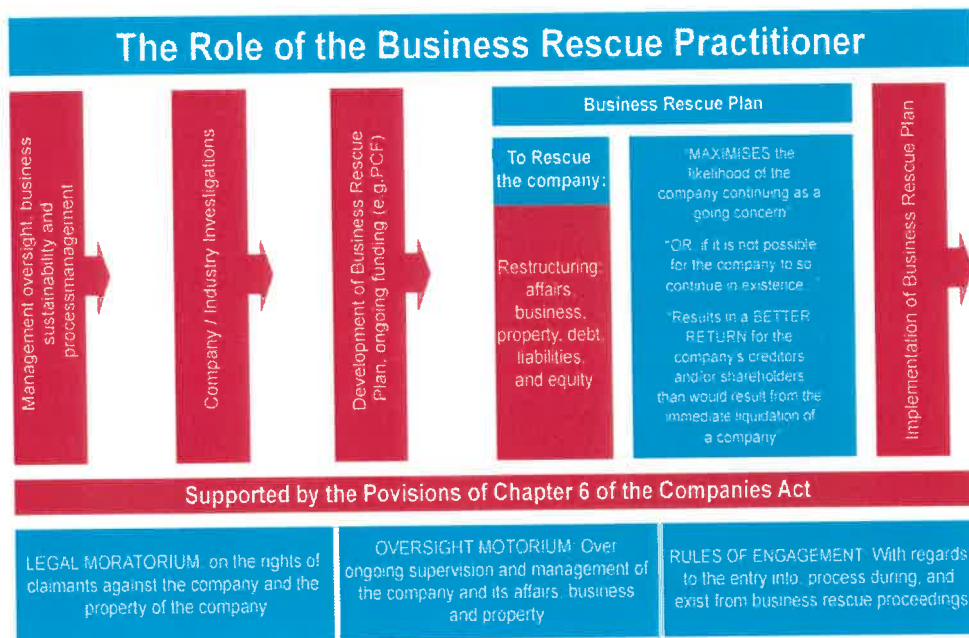 The Role of the Business Rescue Practitioner
Management oversight, business
sustainability and
processmanagement
Company / Industry Investigations
Development of Business Rescue
Plan, ongoing funding (e.g.PCF)
Business Rescue Plan
To Rescue
the company:
Restructuring:
affairs,
business,
property, debt,
liabilities,
and equity
"MAXIMISES the
likelihood of the
company continuing as a
going concern"
"OR, if it is not possible
for the company to so
continue in existence..."
"Results in a BETTER
RETURN for the
company's creditors
and/or shareholders
than would result from the
immediate liquidation of
a company"
Implementation of Business Rescue Plan
Supported by the Povisions of Chapter 6 of the Companies Act
LEGAL MORATORIUM: on the rights of
claimants against the company and the
property of the company
OVERSIGHT MOTORIUM: Over
ongoing supervision and management of
the company and its affairs, business
and property
RULES OF ENGAGEMENT: With regards
to the entry into, process during, and
exist from business rescue proceedings